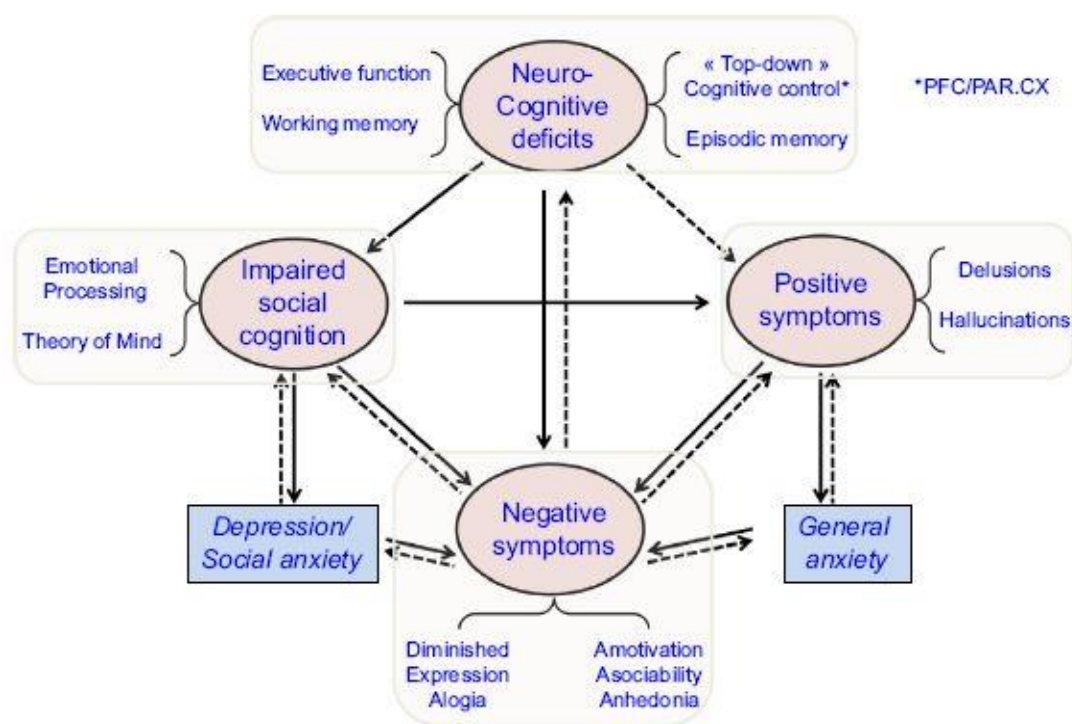 Executive function
Working memory
Neuro-
Cognitive
deficits
« Top-down »
Cognitive control*
Episodic memory
*PFC/PAR.CX
Emotional
Processing
Theory of Mind
Impaired
social
cognition
Positive
symptoms
Delusions
Hallucinations
Depression/
Social anxiety
Negative
symptoms
General
anxiety
Diminished
Expression
Alogia
Amotivation
Asociability
Anhedonia